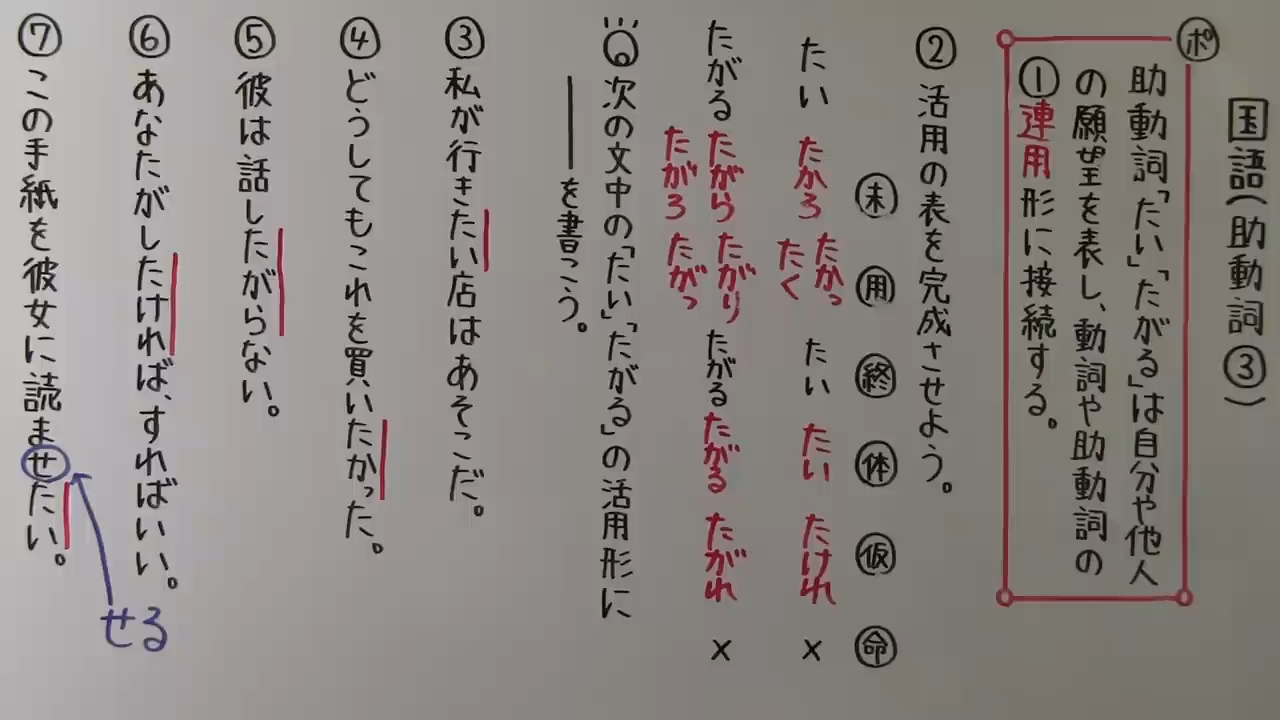 国語(助動詞③)
㋭
助動詞「たい」「たがる」は自分や他人
の願望を表し、動詞や助動詞の
①連用形に接続する。
②活用の表を完成させよう。
未 用 終 体 仮 命
たい たかろ たかっ たく たい たい たけれ ×
たがる たがら たがろ たがり たがっ たがる たがる たがれ ×
次の文中の「たい」「たがる」の活用形に
を書こう。
③私が行きたい店はあそこだ。
④どうしてもこれを買いたかった。
⑤彼は話したがらない。
⑥あなたがしたければ、すればいい。
⑦この手紙を彼女に読ませたい。
せる